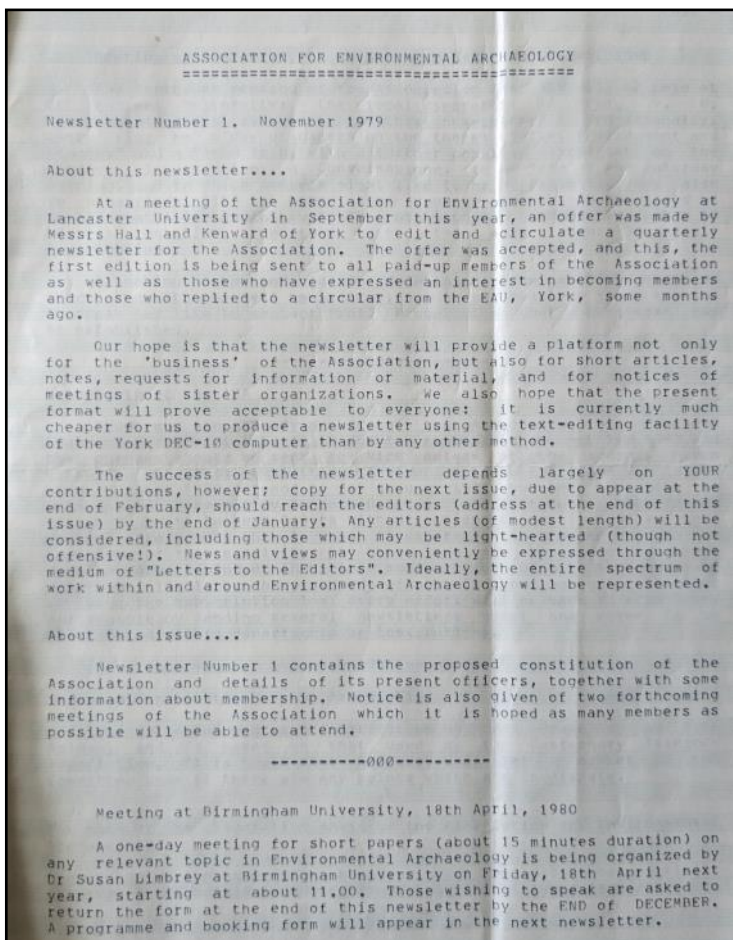 ASSOCIATION FOR ENVIRONMENTAL ARCHAEOLOGY
=========================================
Newsletter Number 1.  November 1979
About this newsletter....
At a meeting of the Association for Environmental Archaeology at
Lancaster University in September this year, an offer was made by
Messrs Hall and Kenward of York to edit and circulate a quarterly
newsletter for the Association.  The offer was accepted, and this, the
first edition is being sent to all paid-up members of the Association
as well as those who have expressed an interest in becoming members
and those who replied to a circular from the EAU, York, some months
ago.
Our hope is that the newsletter will provide a platform not only
for the 'business' of the Association, but also for short articles,
notes, requests for information or material, and for notices of
meetings of sister organizations.  We also hope that the present
format will prove acceptable to everyone: it is currently much
cheaper for us to produce a newsletter using the text-editing facility
of the York DEC-10 computer than by any other method.
The success of the newsletter depends largely on YOUR
contributions, however; copy for the next issue, due to appear at the
end of February, should reach the editors (address at the end of this
issue) by the end of January.  Any articles (of modest length) will be
considered, including those which may be light-hearted (though not
offensive!).  News and views may conveniently be expressed through the
medium of "Letters to the Editors".  Ideally, the entire spectrum of
work within and around Environmental Archaeology will be represented.
About this issue....
Newsletter Number 1 contains the proposed constitution of the
Association and details of its present officers, together with some
information about membership.  Notice is also given of two forthcoming
meetings of the Association which it is hoped as many members as
possible will be able to attend.
----------000----------
Meeting at Birmingham University, 18th April, 1980
A one-day meeting for short papers (about 15 minutes duration) on
any relevant topic in Environmental Archaeology is being organized by
Dr Susan Limbrey at Birmingham University on Friday, 18th April next
year, starting at about 11.00.  Those wishing to speak are asked to
return the form at the end of this newsletter by the END of DECEMBER.
A programme and booking form will appear in the next newsletter.